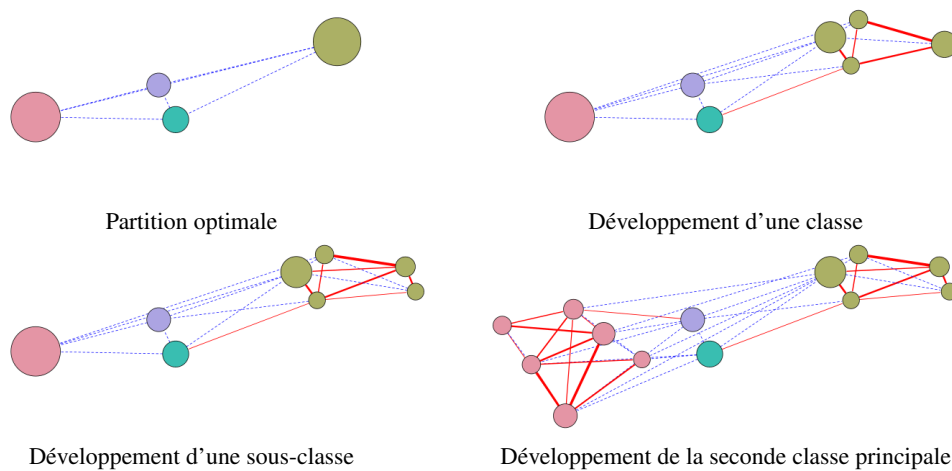 Partition optimale
Développement d'une classe
Développement d'une sous-classe
Développement de la seconde classe principale